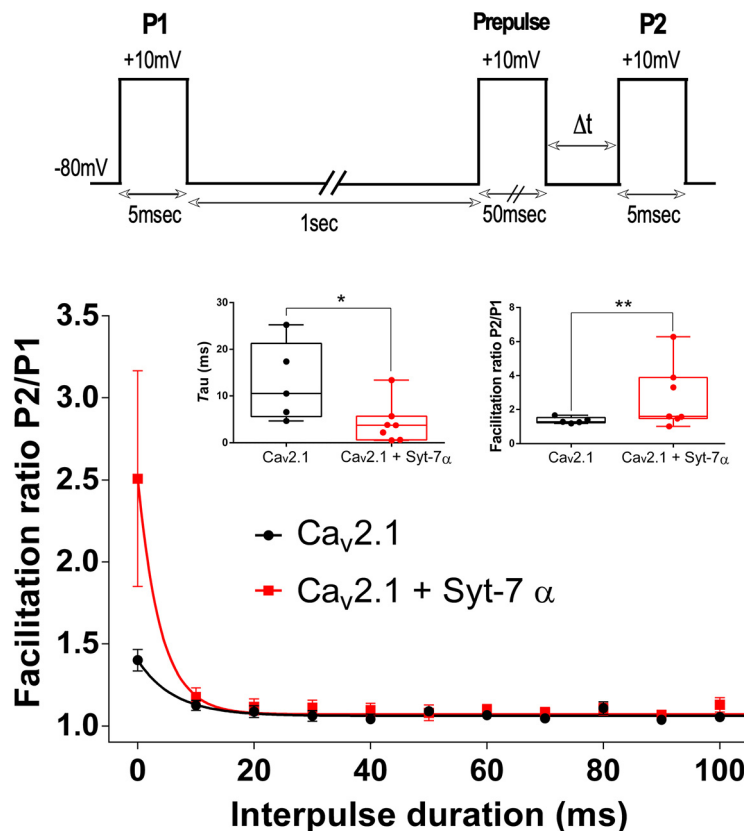 P1 Prepulse P2
+10mV +10mV +10mV
Δt
-80mV
5msec 50msec 5msec
1sec
3.5
3.0
2.5
2.0
1.5
1.0
Facilitation ratio P2/P1
0 20 40 60 80 100
Interpulse duration (ms)
30
20
10
0
Tau (ms)
*
Cav2.1 Cav2.1 + Syt-7α
8
6
4
2
0
Facilitation ratio P2/P1
**
Cav2.1 Cav2.1 + Syt-7α
Cav2.1
Cav2.1 + Syt-7 α